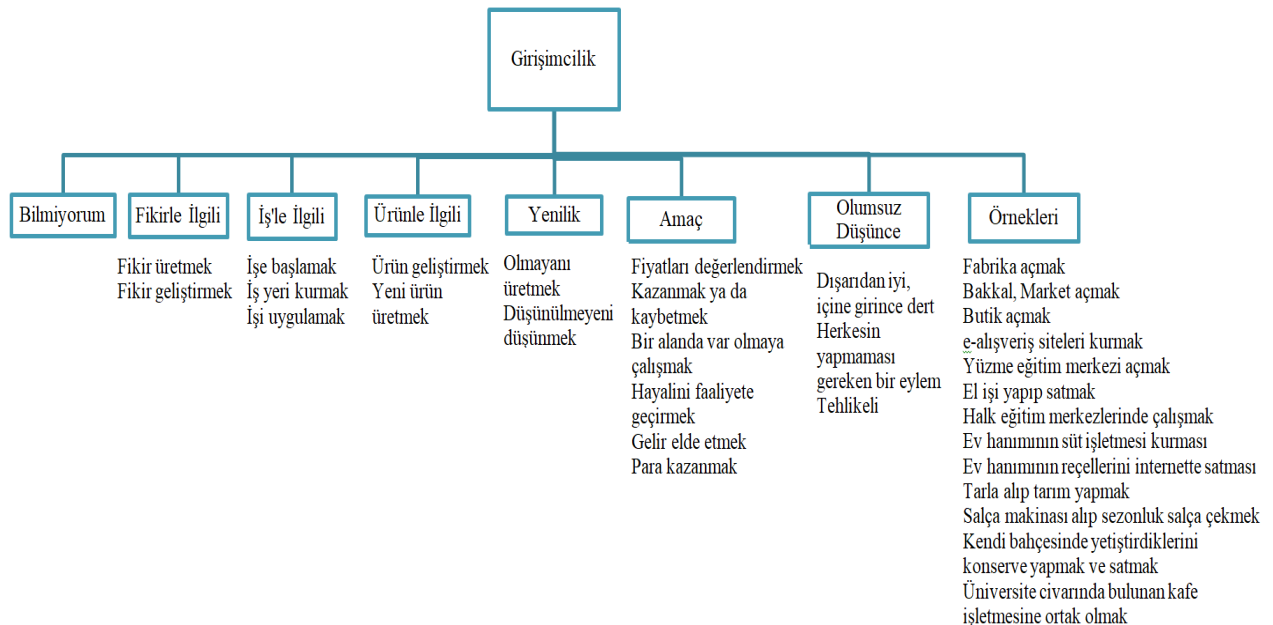 Girişimcilik
Bilmiyorum
Fikirle İlgili
Fikir üretmek
Fikir geliştirmek
İş'le İlgili
İşe başlamak
İş yeri kurmak
İşi uygulamak
Ürünle İlgili
Ürün geliştirmek
Yeni ürün
üretmek
Yenilik
Olmayanı
üretmek
Düşünülmeyeni
düşünmek
Amaç
Fiyatları değerlendirmek
Kazanmak ya da
kaybetmek
Bir alanda var olmaya
çalışmak
Hayalini faaliyete
geçirmek
Gelir elde etmek
Para kazanmak
Olumsuz
Düşünce
Dışarıdan iyi,
içine girince dert
Herkesin
yapmaması
gereken bir eylem
Tehlikeli
Örnekleri
Fabrika açmak
Bakkal, Market açmak
Butik açmak
e-alışveriş siteleri kurmak
Yüzme eğitim merkezi açmak
El işi yapıp satmak
Halk eğitim merkezlerinde çalışmak
Ev hanımının süt işletmesi kurması
Ev hanımının reçellerini internette satması
Tarla alıp tarım yapmak
Salça makinası alıp sezonluk salça çekmek
Kendi bahçesinde yetiştirdiklerini
konserve yapmak ve satmak
Üniversite civarında bulunan kafe
işletmesine ortak olmak